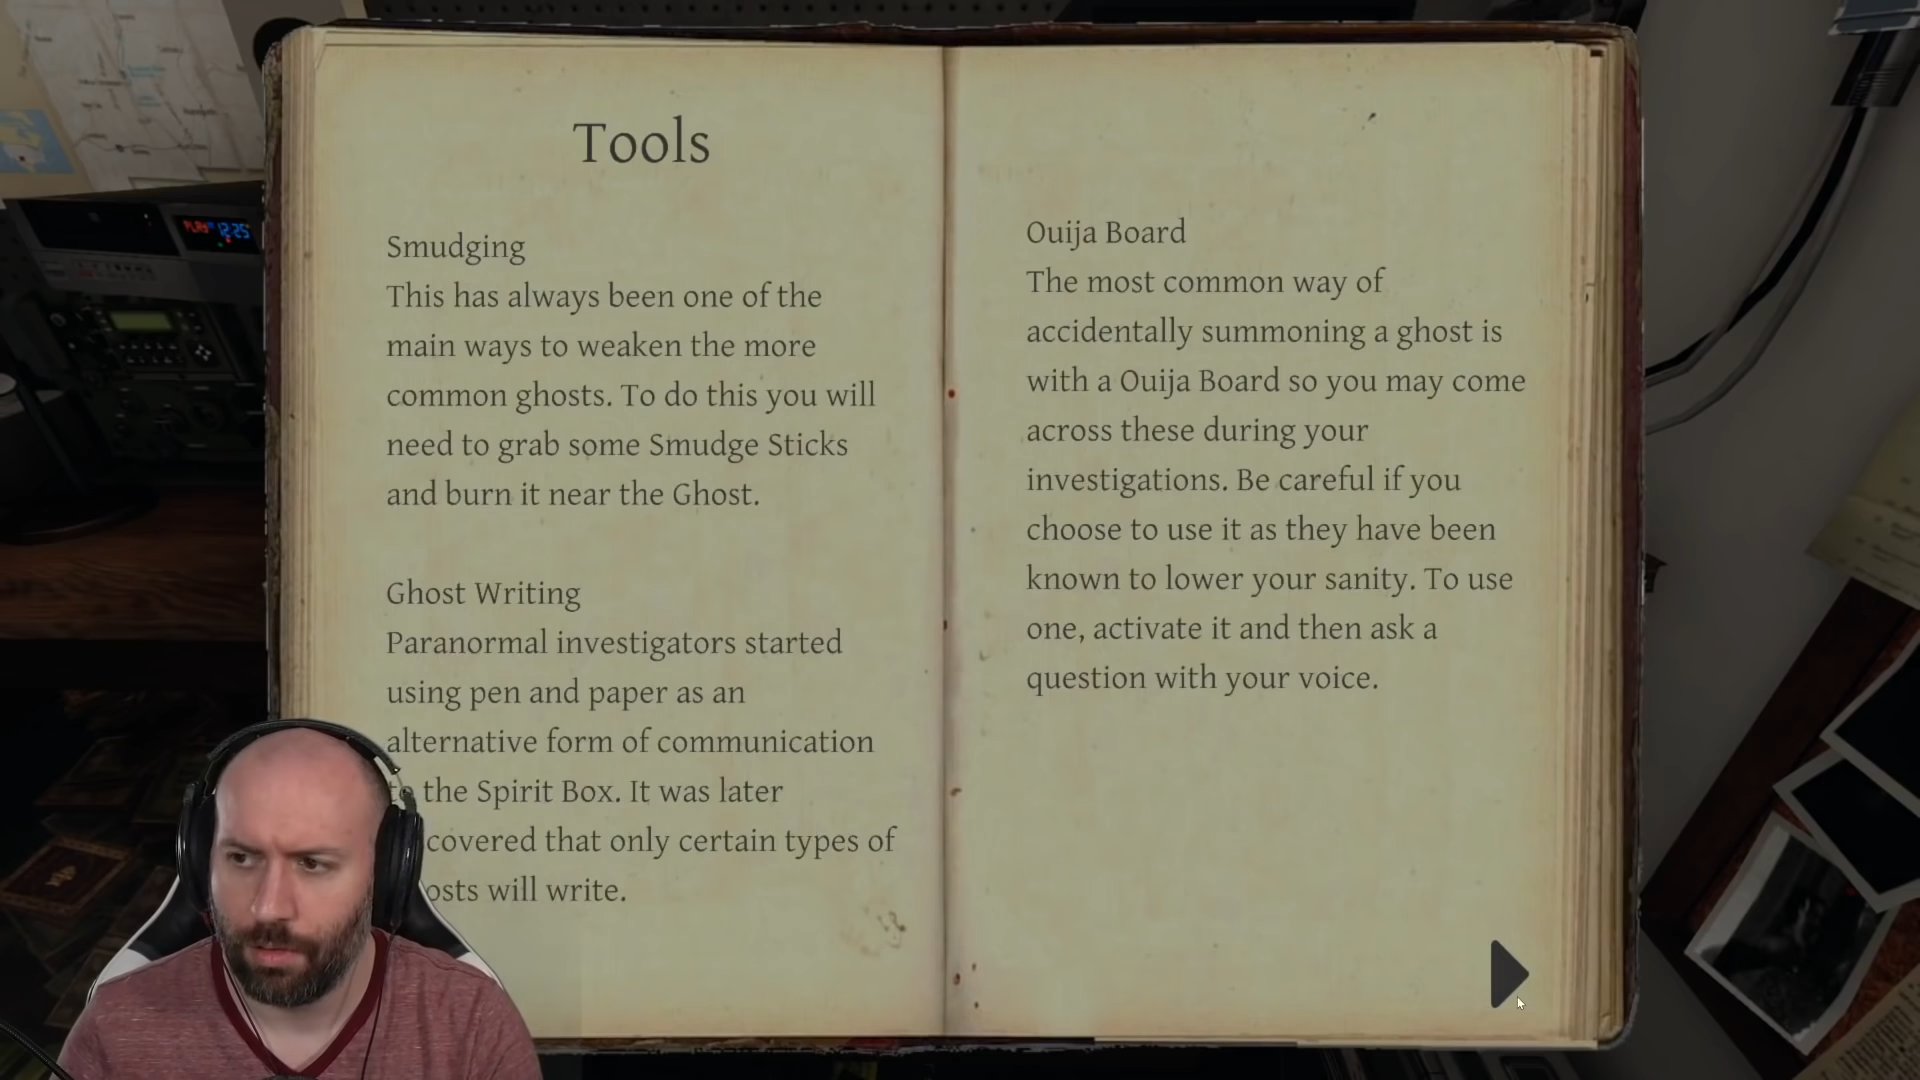 Tools
Smudging
This has always been one of the
main ways to weaken the more
common ghosts. To do this you will
need to grab some Smudge Sticks
and burn it near the Ghost.
Ghost Writing
Paranormal investigators started
using pen and paper as an
alternative form of communication
to the Spirit Box. It was later
covered that only certain types of
osts will write.
Ouija Board
The most common way of
accidentally summoning a ghost is
with a Ouija Board so you may come
across these during your
investigations. Be careful if you
choose to use it as they have been
known to lower your sanity. To use
one, activate it and then ask a
question with your voice.
PLAY 12:25